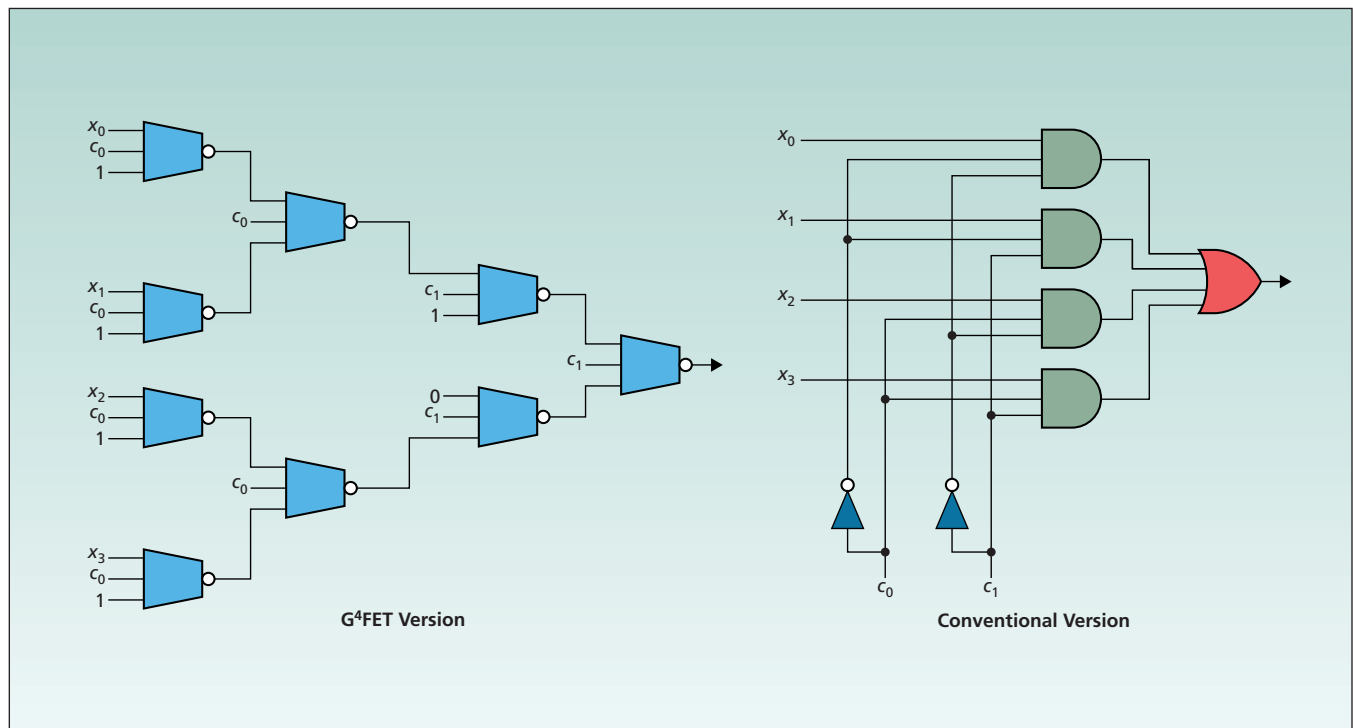 x₀
c₀
1
c₀
x₁
c₀
1
c₁
1
c₁
x₂
c₀
1
0
c₁
c₀
x₃
c₀
1
G⁴FET Version
x₀
x₁
x₂
x₃
c₀
c₁
Conventional Version